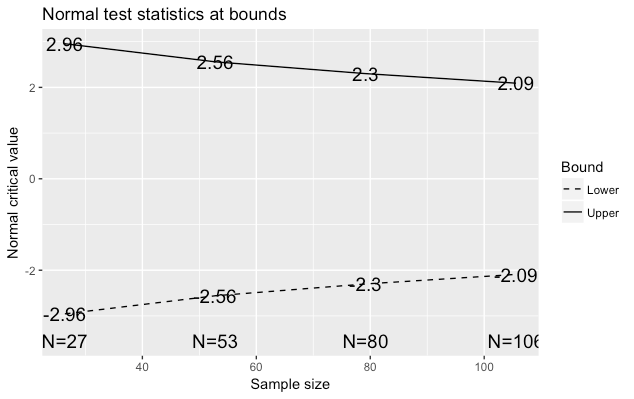 Normal test statistics at bounds
2.96
2.56
2.3
2.09
2
0
-2
Normal critical value
-2.96
-2.56
-2.3
-2.09
N=27
N=53
N=80
N=106
40
60
80
100
Sample size
Bound
Lower
Upper